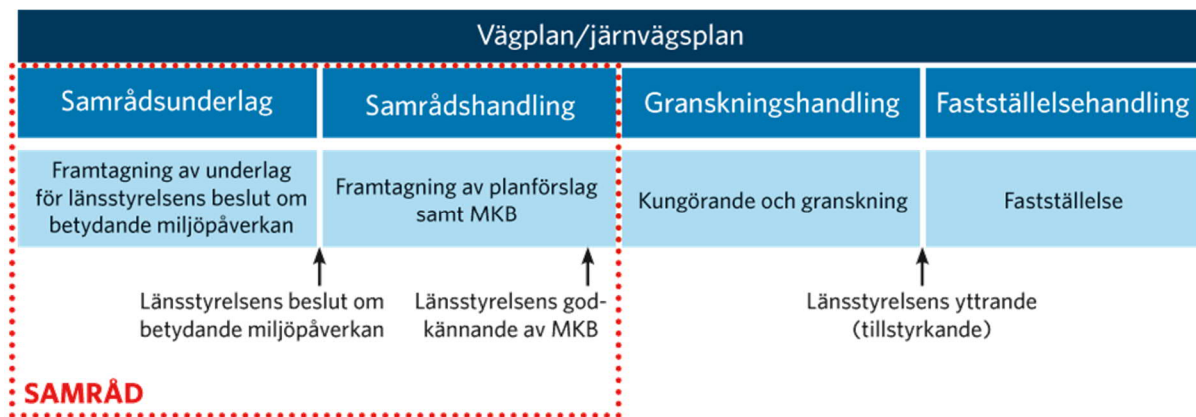 Vägplan/järnvägsplan
Samrådsunderlag
Samrådshandling
Granskningshandling
Fastställelsehandling
Framtagning av underlag
för länsstyrelsens beslut om
betydande miljöpåverkan
Framtagning av planförslag
samt MKB
Kungörande och granskning
Fastställelse
Länsstyrelsens beslut om
betydande miljöpåverkan
Länsstyrelsens god-
kännande av MKB
Länsstyrelsens yttrande
(tillstyrkande)
SAMRÅD